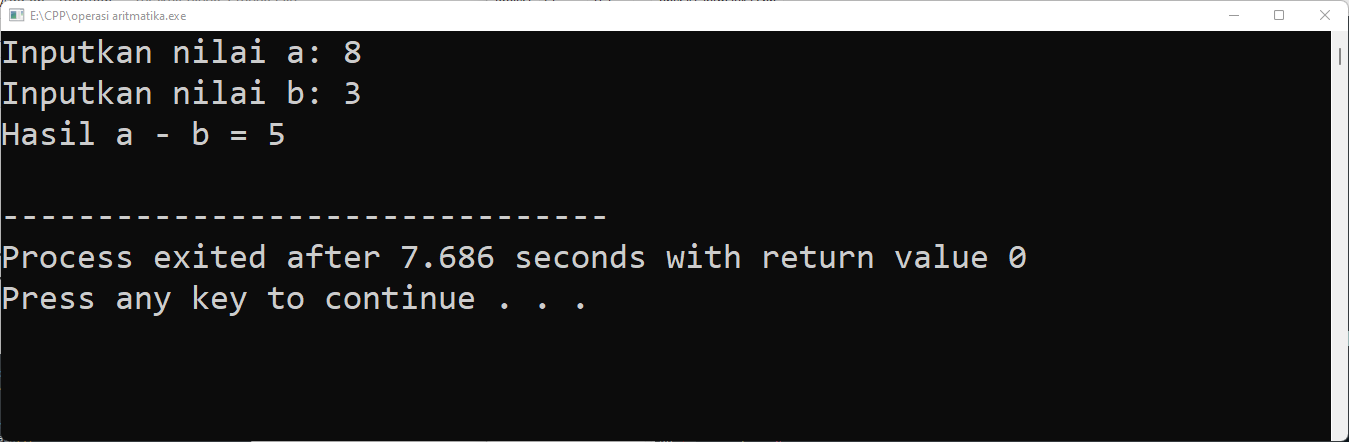 E:\CPP\operasi aritmatika.exe
Inputkan nilai a: 8
Inputkan nilai b: 3
Hasil a - b = 5
--------------------------------
Process exited after 7.686 seconds with return value 0
Press any key to continue . . .